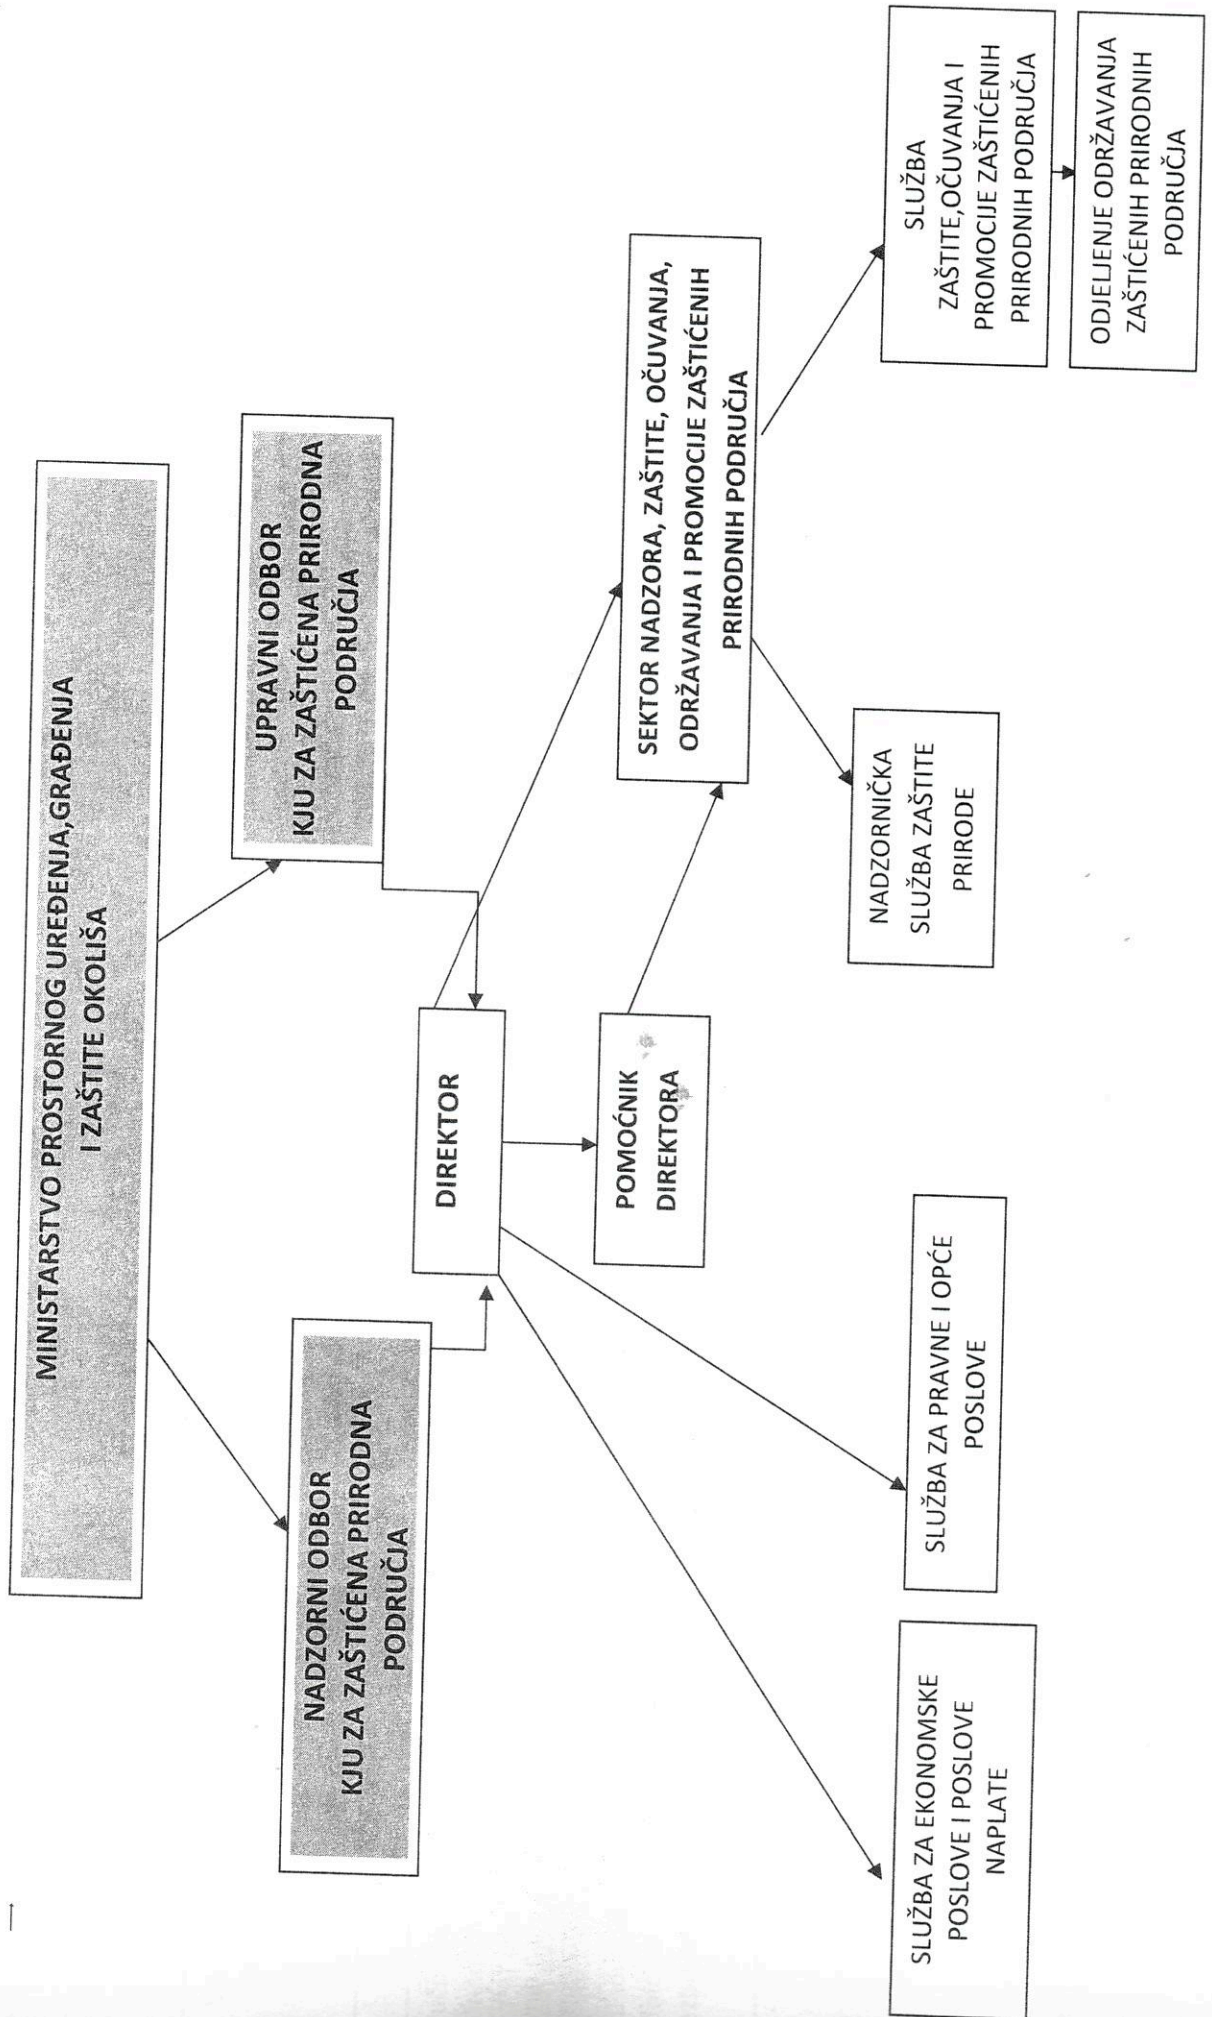 MINISTARSTVO PROSTORNOG UREĐENJA,GRAĐENJA
I ZAŠTITE OKOLIŠA
NADZORNI ODBOR
KJU ZA ZAŠTIĆENA PRIRODNA
PODRUČJA
UPRAVNI ODBOR
KJU ZA ZAŠTIĆENA PRIRODNA
PODRUČJA
DIREKTOR
POMOĆNIK
DIREKTORA
SEKTOR NADZORA, ZAŠTITE, OČUVANJA,
ODRŽAVANJA I PROMOCIJE ZAŠTIĆENIH
PRIRODNIH PODRUČJA
SLUŽBA ZA EKONOMSKE
POSLOVE I POSLOVE
NAPLATE
SLUŽBA ZA PRAVNE I OPĆE
POSLOVE
NADZORNIČKA
SLUŽBA ZAŠTITE
PRIRODE
SLUŽBA
ZAŠTITE,OČUVANJA I
PROMOCIJE ZAŠTIĆENIH
PRIRODNIH PODRUČJA
ODJELJENJE ODRŽAVANJA
ZAŠTIĆENIH PRIRODNIH
PODRUČJA